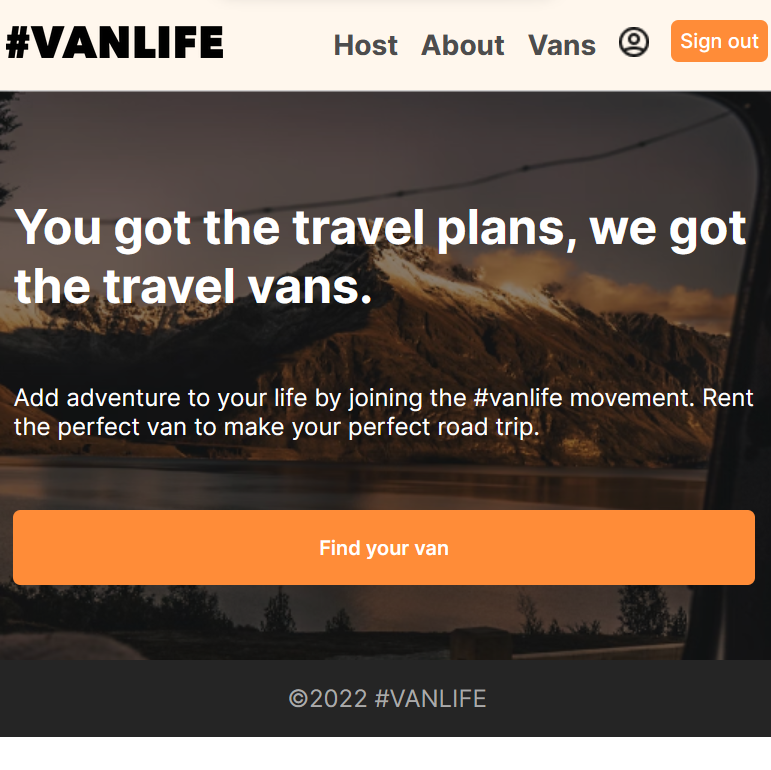 #VANLIFE Host About Vans Sign out
You got the travel plans, we got
the travel vans.
Add adventure to your life by joining the #vanlife movement. Rent
the perfect van to make your perfect road trip.
Find your van
©2022 #VANLIFE